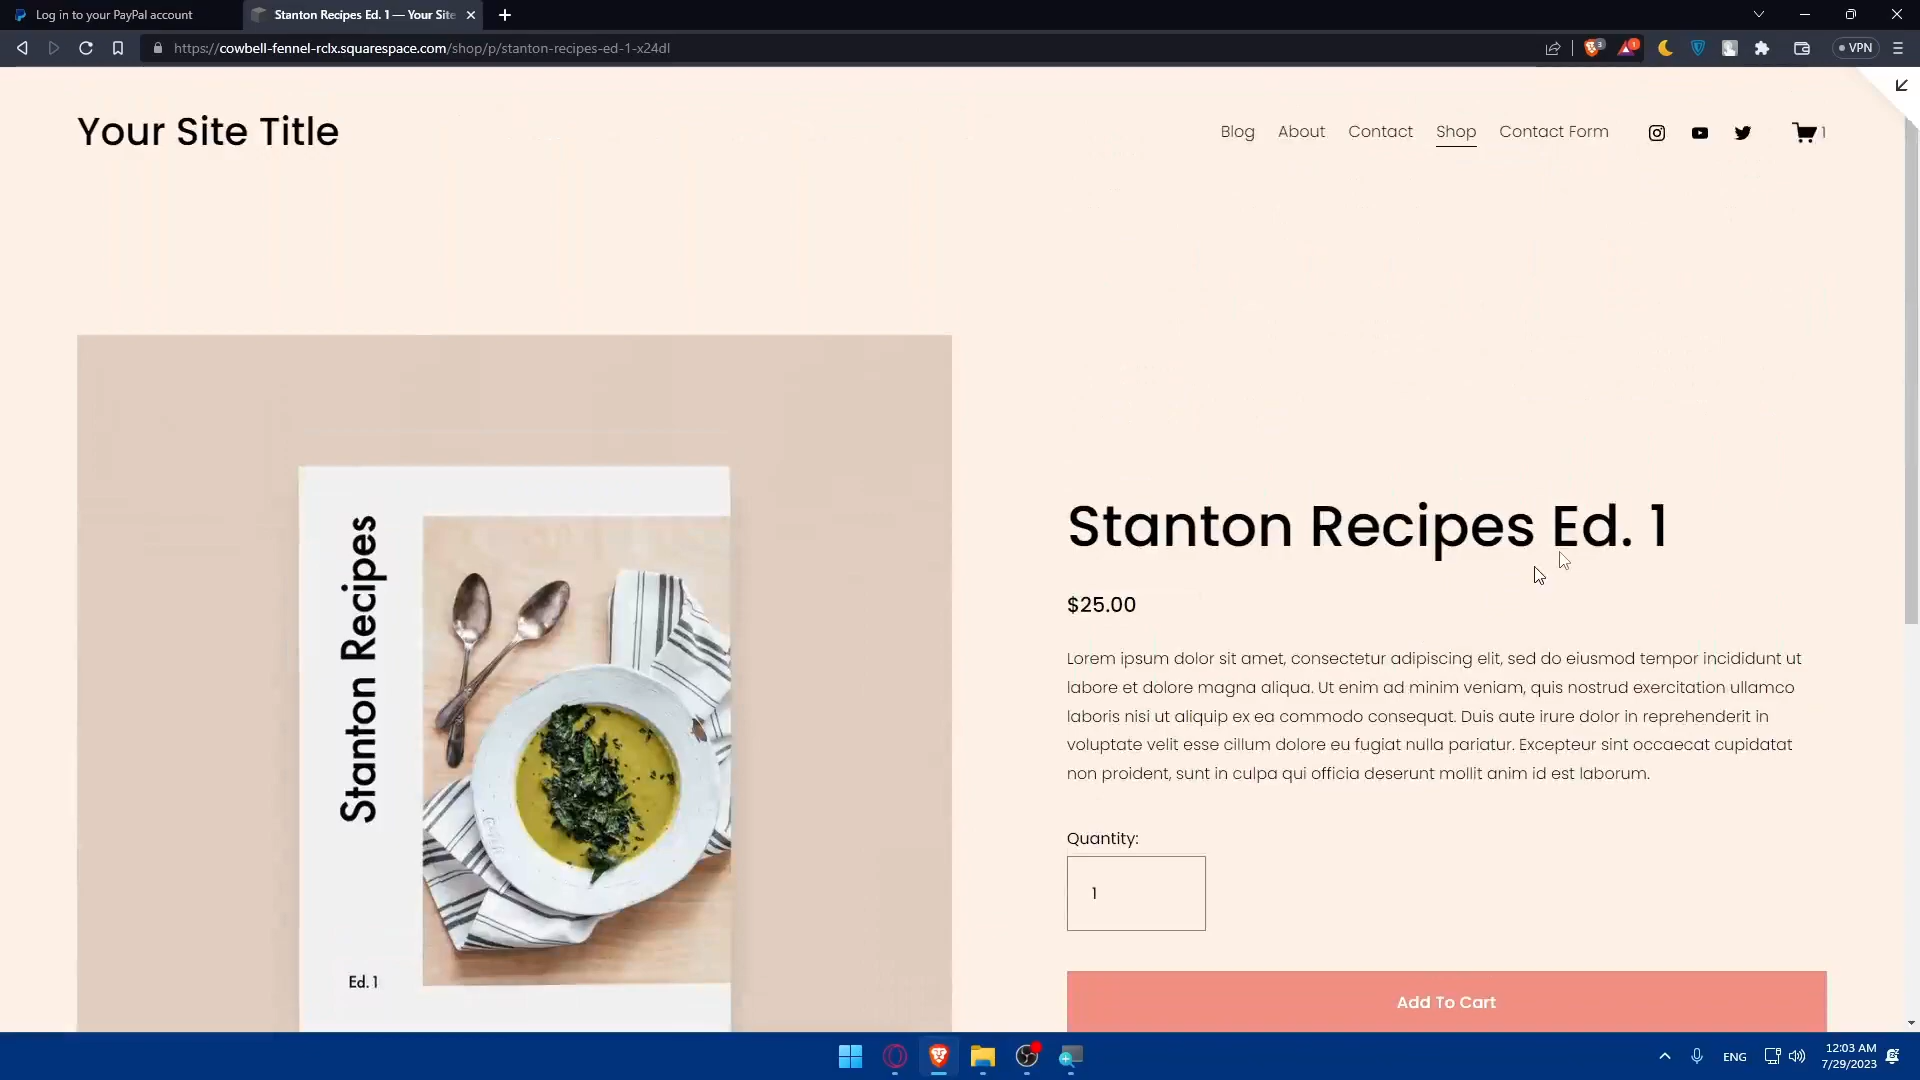 Log in to your PayPal account
Stanton Recipes Ed. 1 — Your Site
https://cowbell-fennel-rclx.squarespace.com/shop/p/stanton-recipes-ed-1-x24dl
3
1
VPN
Your Site Title
Blog
About
Contact
Shop
Contact Form
1
Stanton Recipes
Ed. 1
Stanton Recipes Ed. 1
$25.00
Lorem ipsum dolor sit amet, consectetur adipiscing elit, sed do eiusmod tempor incididunt ut
labore et dolore magna aliqua. Ut enim ad minim veniam, quis nostrud exercitation ullamco
laboris nisi ut aliquip ex ea commodo consequat. Duis aute irure dolor in reprehenderit in
voluptate velit esse cillum dolore eu fugiat nulla pariatur. Excepteur sint occaecat cupidatat
non proident, sunt in culpa qui officia deserunt mollit anim id est laborum.
Quantity:
1
Add To Cart
ENG
12:03 AM
7/29/2023